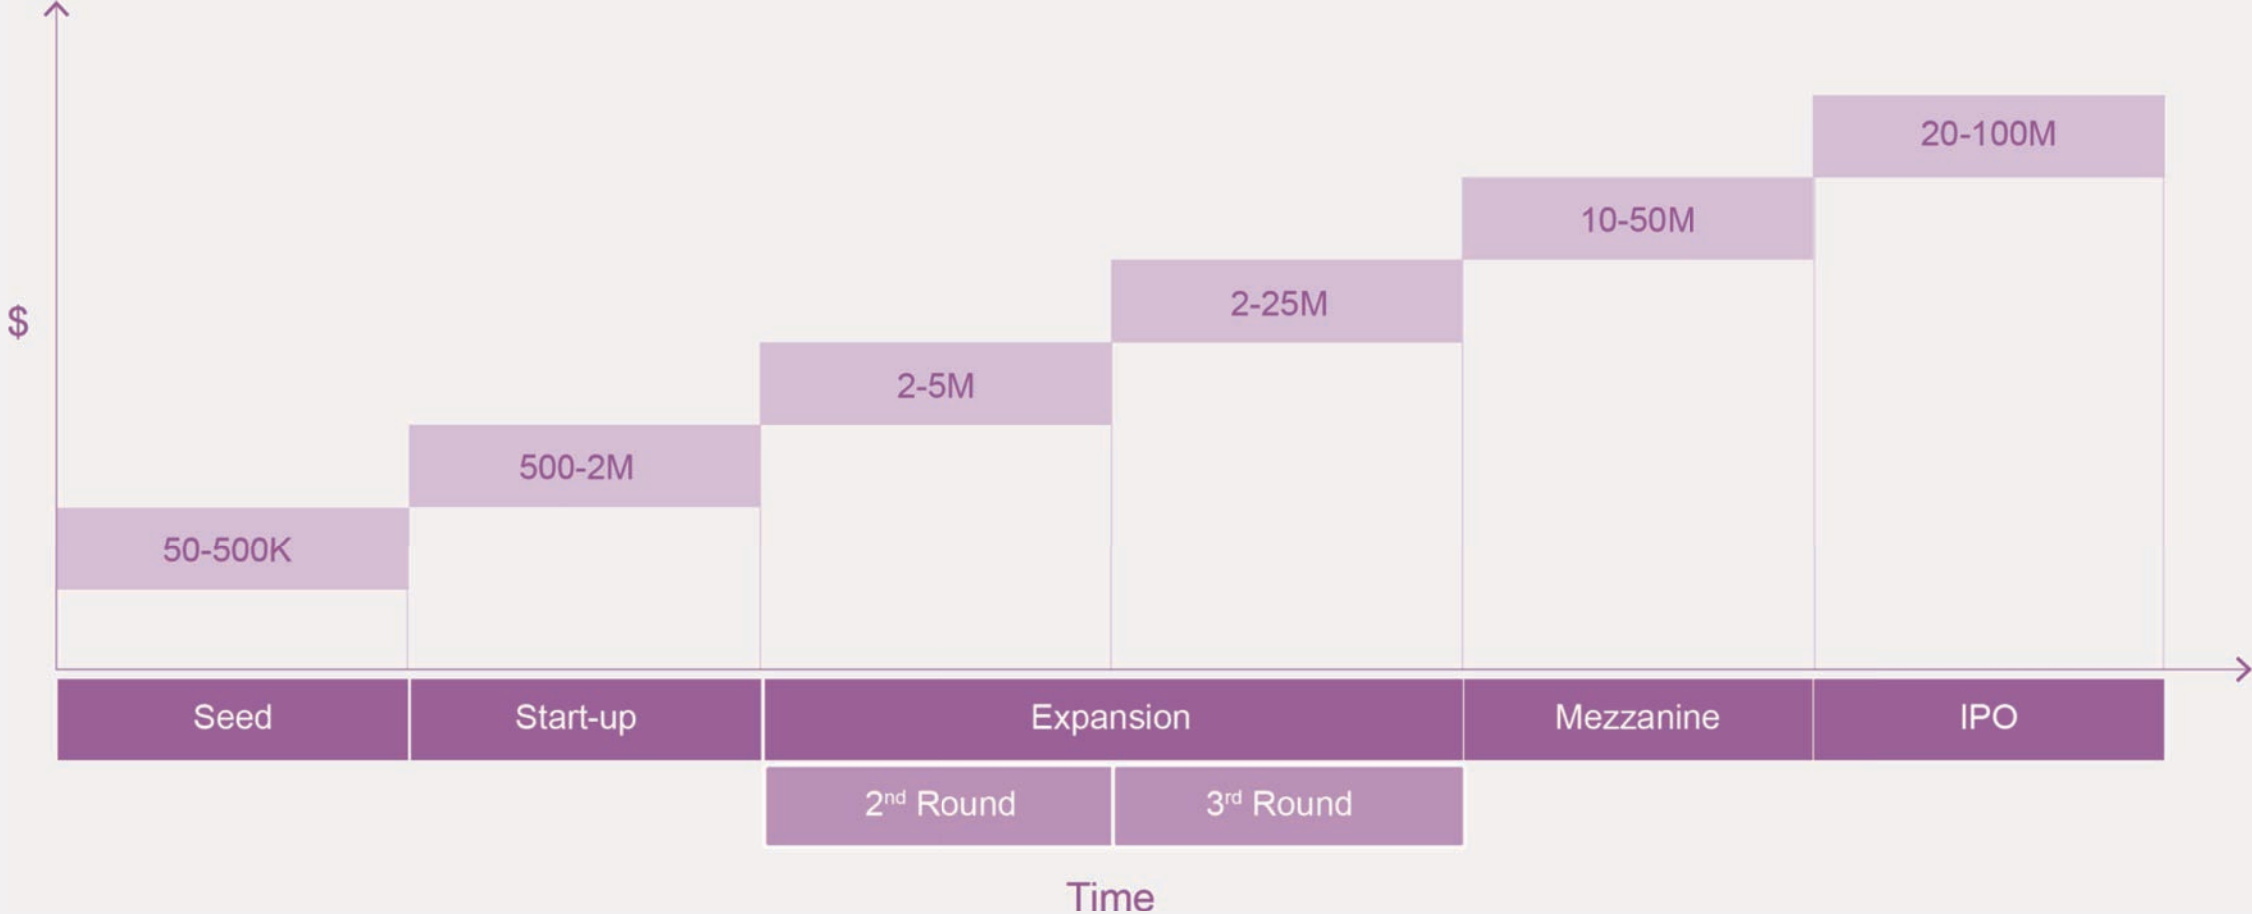 20-100M
10-50M
2-25M
$
2-5M
500-2M
50-500K
Seed Start-up Expansion Mezzanine IPO
2nd Round 3rd Round
Time